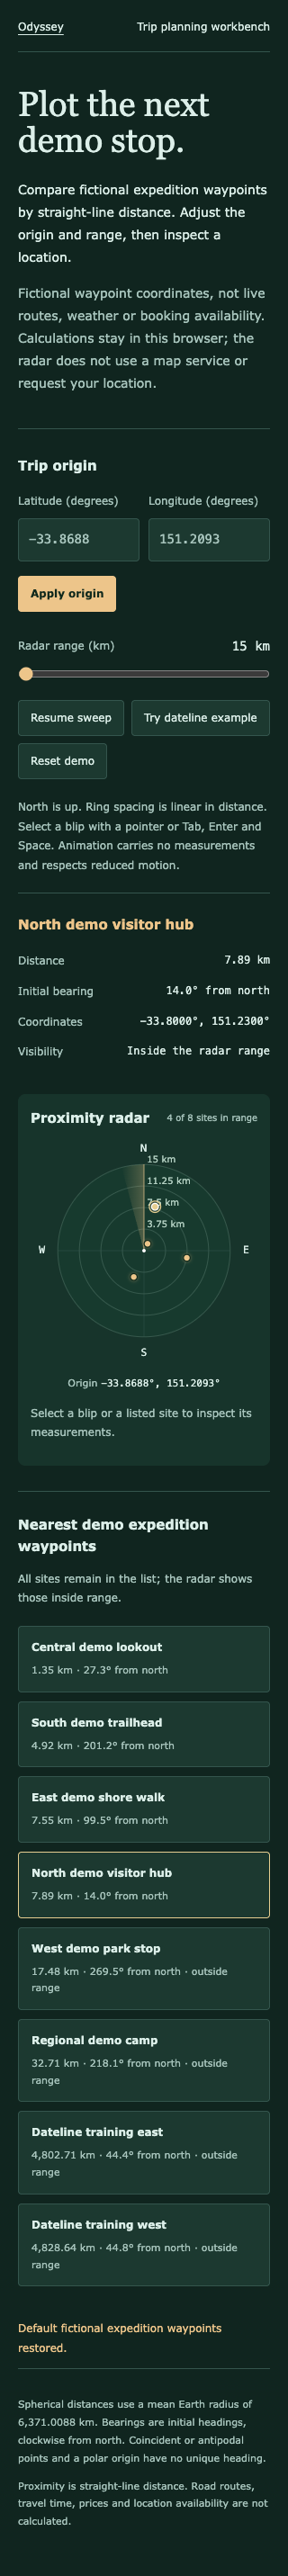 Odyssey
Trip planning workbench
Plot the next
demo stop.
Compare fictional expedition waypoints
by straight-line distance. Adjust the
origin and range, then inspect a
location.
Fictional waypoint coordinates, not live
routes, weather or booking availability.
Calculations stay in this browser; the
radar does not use a map service or
request your location.
Trip origin
Latitude (degrees)
Longitude (degrees)
-33.8688
151.2093
Apply origin
Radar range (km)
15 km
Resume sweep
Try dateline example
Reset demo
North is up. Ring spacing is linear in distance.
Select a blip with a pointer or Tab, Enter and
Space. Animation carries no measurements
and respects reduced motion.
North demo visitor hub
Distance
7.89 km
Initial bearing
14.0° from north
Coordinates
-33.8000°, 151.2300°
Visibility
Inside the radar range
Proximity radar
4 of 8 sites in range
N
15 km
11.25 km
7.5 km
3.75 km
W
E
S
Origin -33.8688°, 151.2093°
Select a blip or a listed site to inspect its
measurements.
Nearest demo expedition
waypoints
All sites remain in the list; the radar shows
those inside range.
Central demo lookout
1.35 km · 27.3° from north
South demo trailhead
4.92 km · 201.2° from north
East demo shore walk
7.55 km · 99.5° from north
North demo visitor hub
7.89 km · 14.0° from north
West demo park stop
17.48 km · 269.5° from north · outside
range
Regional demo camp
32.71 km · 218.1° from north · outside
range
Dateline training east
4,802.71 km · 44.4° from north · outside
range
Dateline training west
4,828.64 km · 44.8° from north · outside
range
Default fictional expedition waypoints
restored.
Spherical distances use a mean Earth radius of
6,371.0088 km. Bearings are initial headings,
clockwise from north. Coincident or antipodal
points and a polar origin have no unique heading.
Proximity is straight-line distance. Road routes,
travel time, prices and location availability are not
calculated.